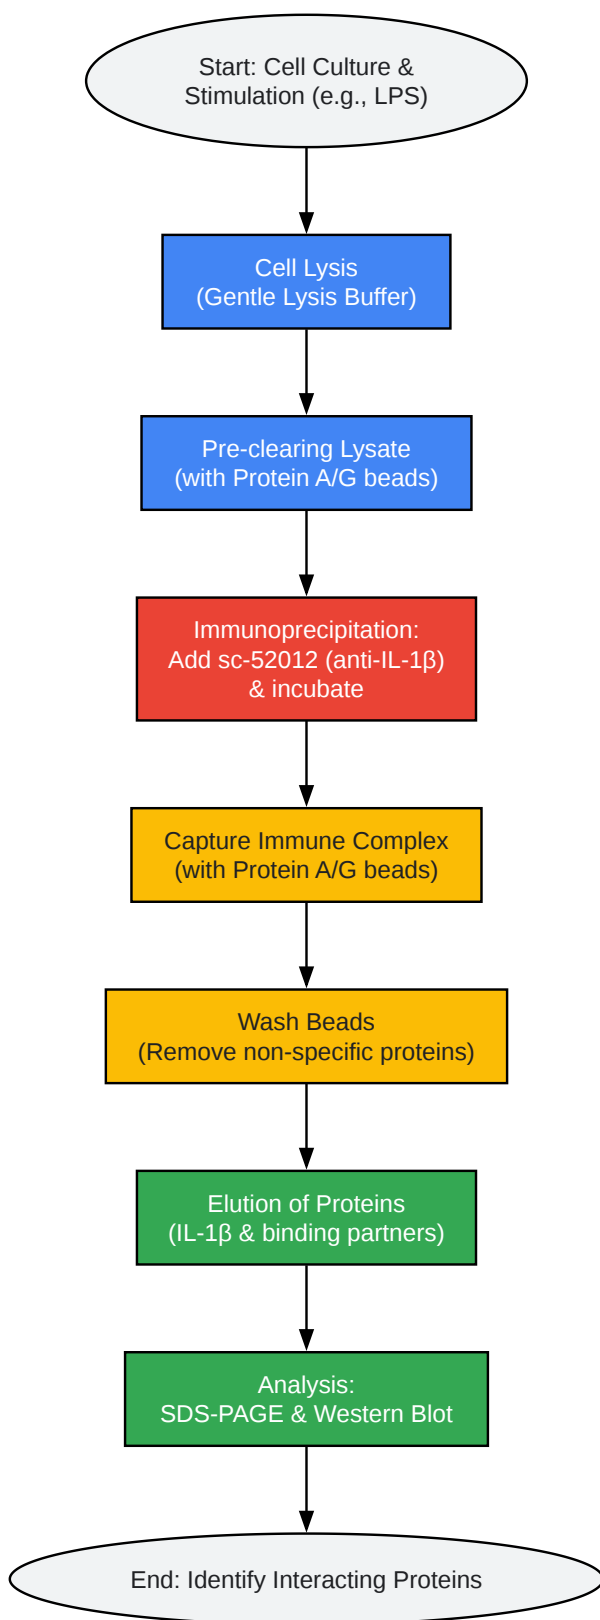 Start: Cell Culture &
Stimulation (e.g., LPS)
Cell Lysis
(Gentle Lysis Buffer)
Pre-clearing Lysate
(with Protein A/G beads)
Immunoprecipitation:
Add sc-52012 (anti-IL-1β)
& incubate
Capture Immune Complex
(with Protein A/G beads)
Wash Beads
(Remove non-specific proteins)
Elution of Proteins
(IL-1β & binding partners)
Analysis:
SDS-PAGE & Western Blot
End: Identify Interacting Proteins